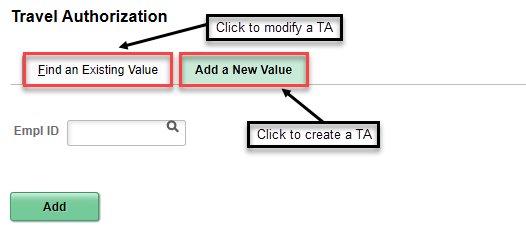 Travel Authorization
Click to modify a TA
Find an Existing Value
Add a New Value
Empl ID
Click to create a TA
Add